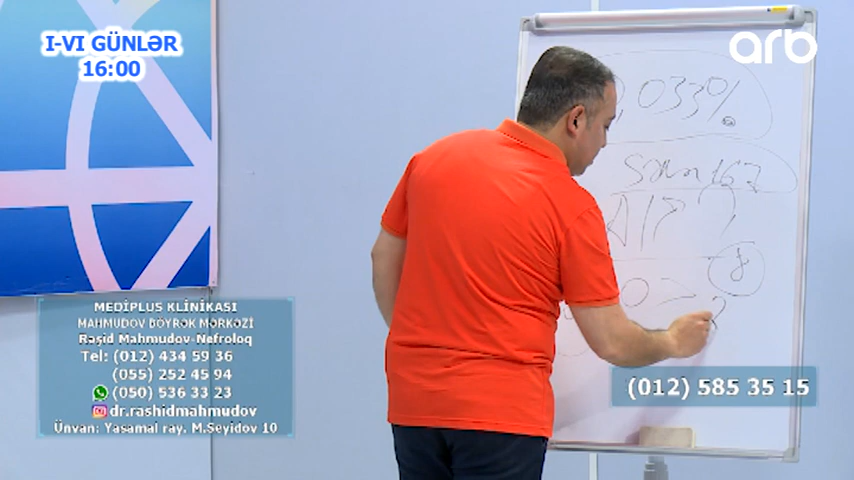 I-VI GÜNLƏR
16:00
arb
033%
167
MEDİPLUS KLİNİKASI
MAHMUDOV BÖYRƏK MƏRKƏZİ
Rəşid Mahmudov-Nefroloq
Tel: (012) 434 59 36
(055) 252 45 94
(050) 536 33 23
dr.rashidmahmudov
Ünvan: Yasamal ray. M.Seyidov 10
(012) 585 35 15